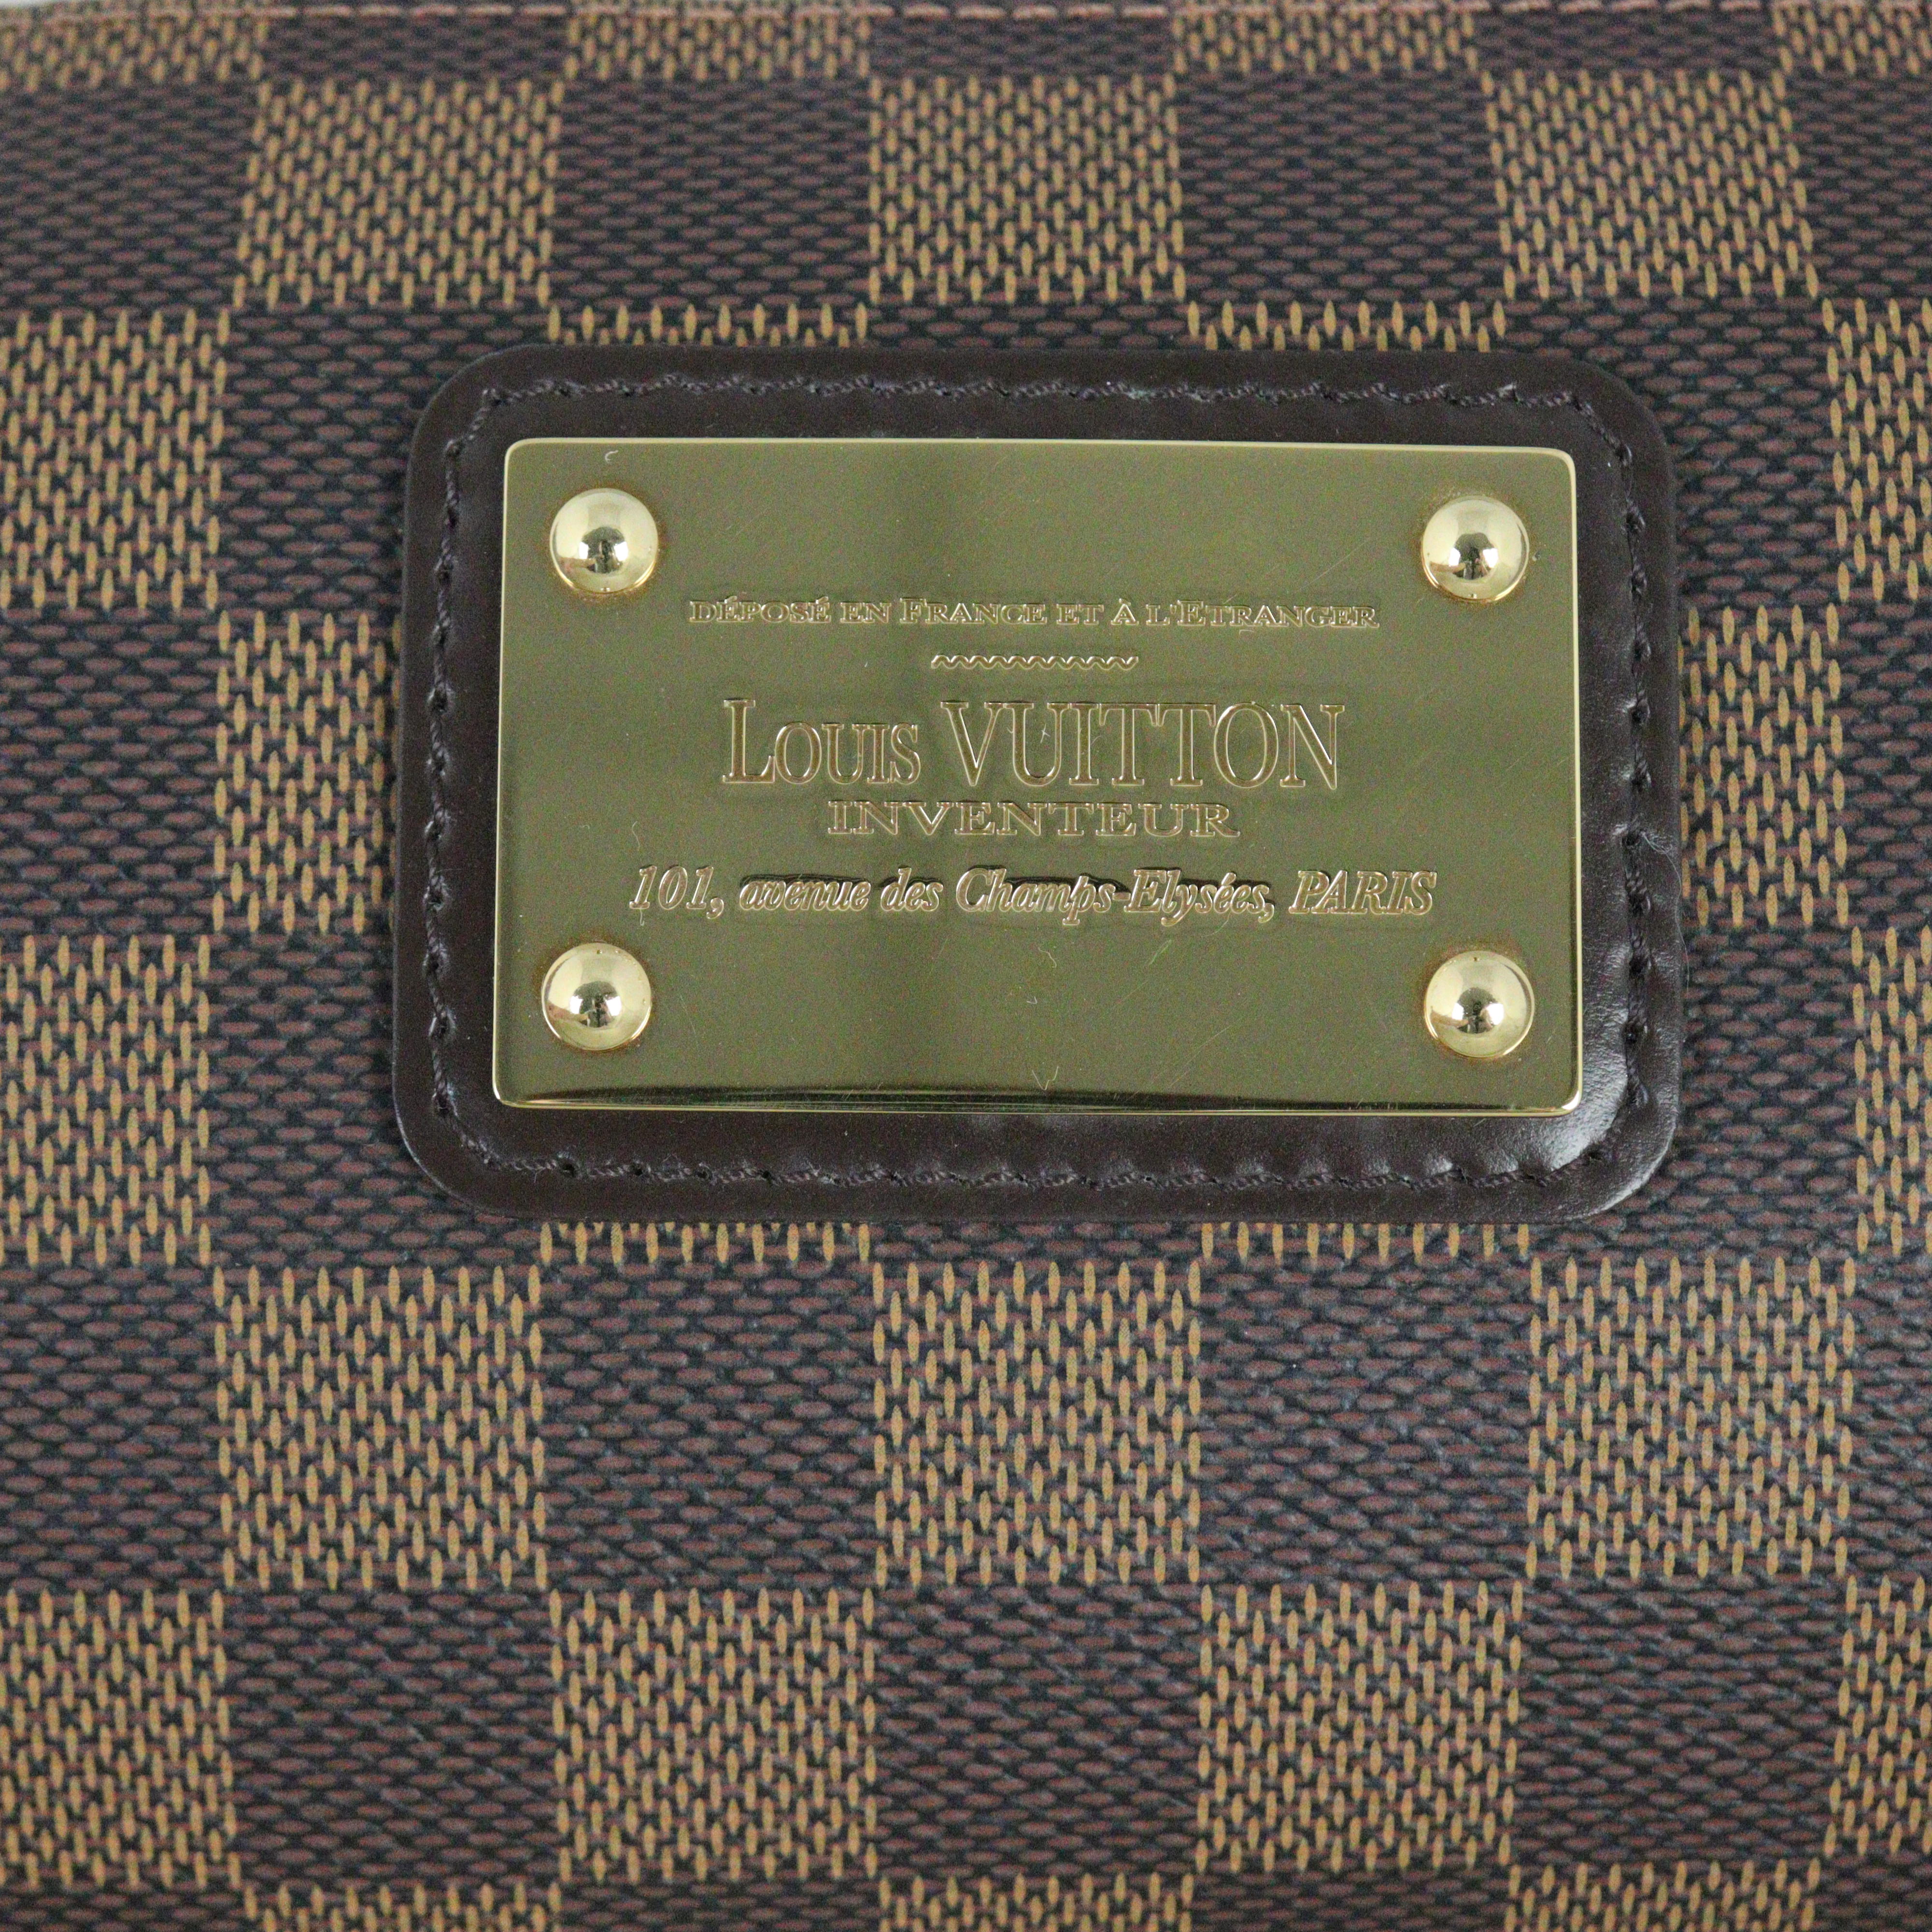 DÉPOSÉ EN FRANCE ET À L'ETRANGER
LOUIS VUITTON
INVENTEUR
101, avenue des Champs-Elysées, PARIS